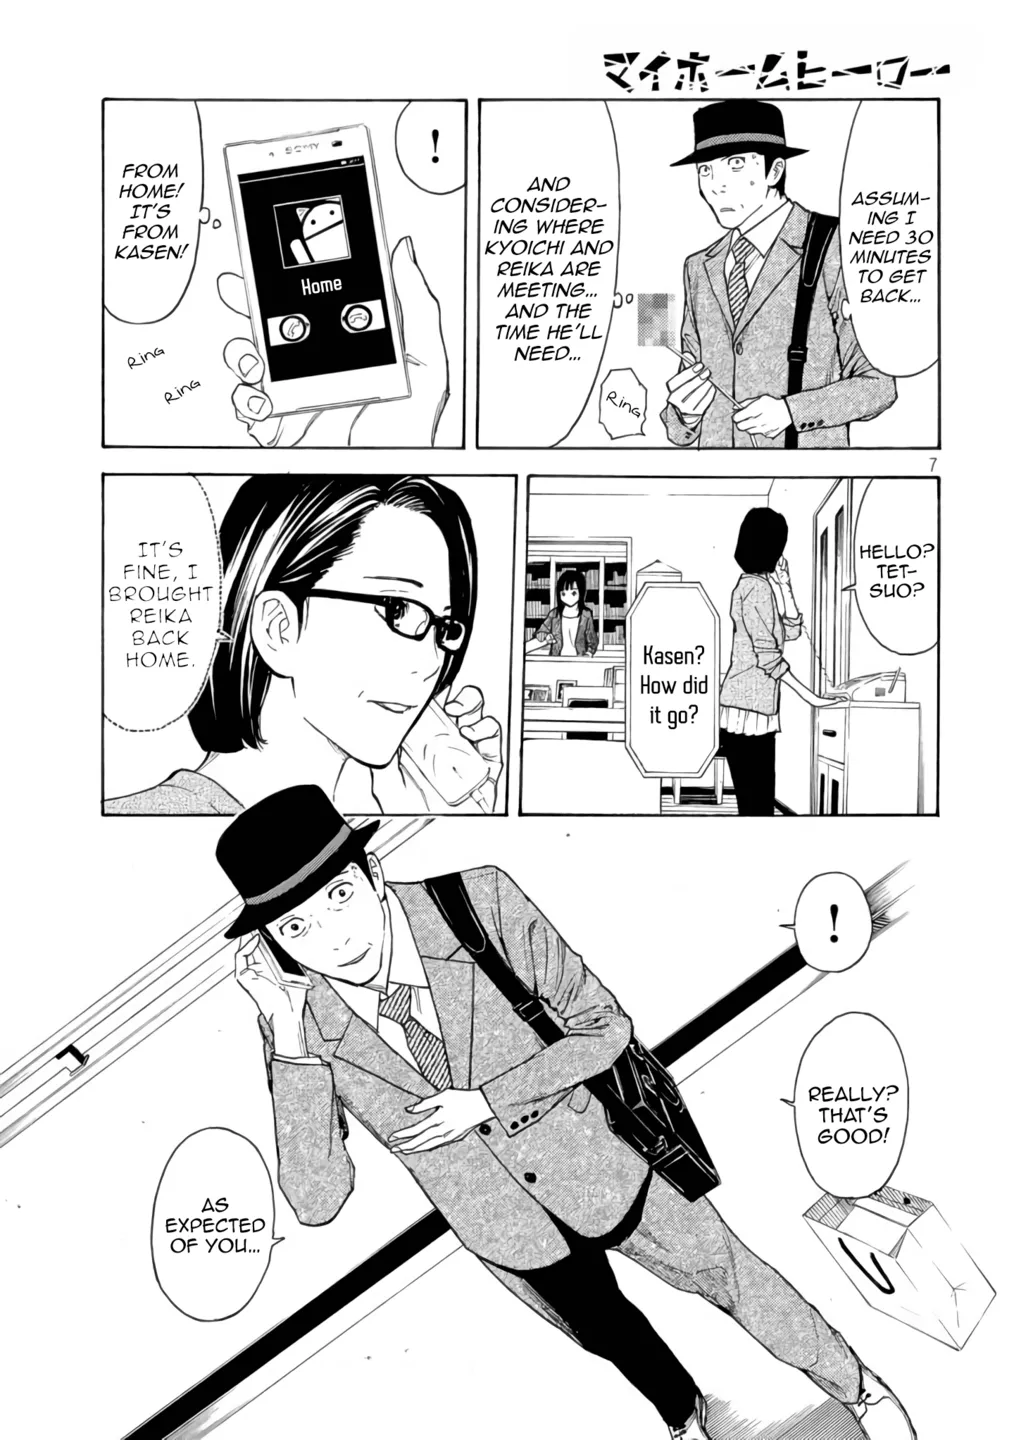 マイホームヒーロー
ASSUM-
ING I
NEED 30
MINUTES
TO GET
BACK...
AND
CONSIDER-
ING WHERE
KYOICHI AND
REIKA ARE
MEETING...
AND THE
TIME HE'LL
NEED...
RING
!
FROM
HOME!
IT'S
FROM
KASEN!
SONY
Home
RING
RING
7
HELLO?
TET-
SUO?
Kasen?
How did
it go?
IT'S
FINE, I
BROUGHT
REIKA
BACK
HOME.
!
REALLY?
THAT'S
GOOD!
AS
EXPECTED
OF YOU...